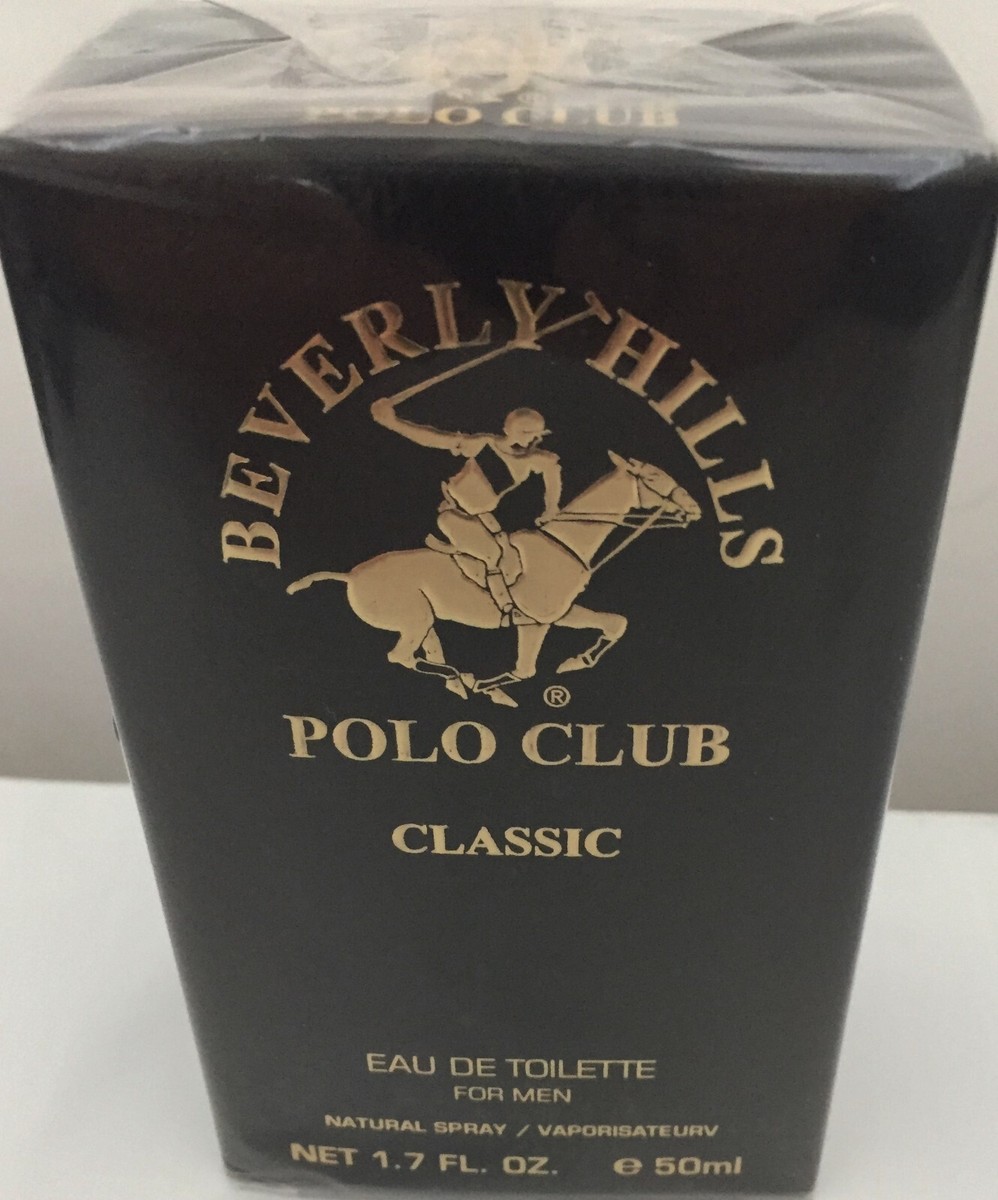 POLO CLUB
BEVERLY HILLS
®
POLO CLUB
CLASSIC
EAU DE TOILETTE
FOR MEN
NATURAL SPRAY / VAPORISATEURV
NET 1.7 FL. OZ. e 50ml